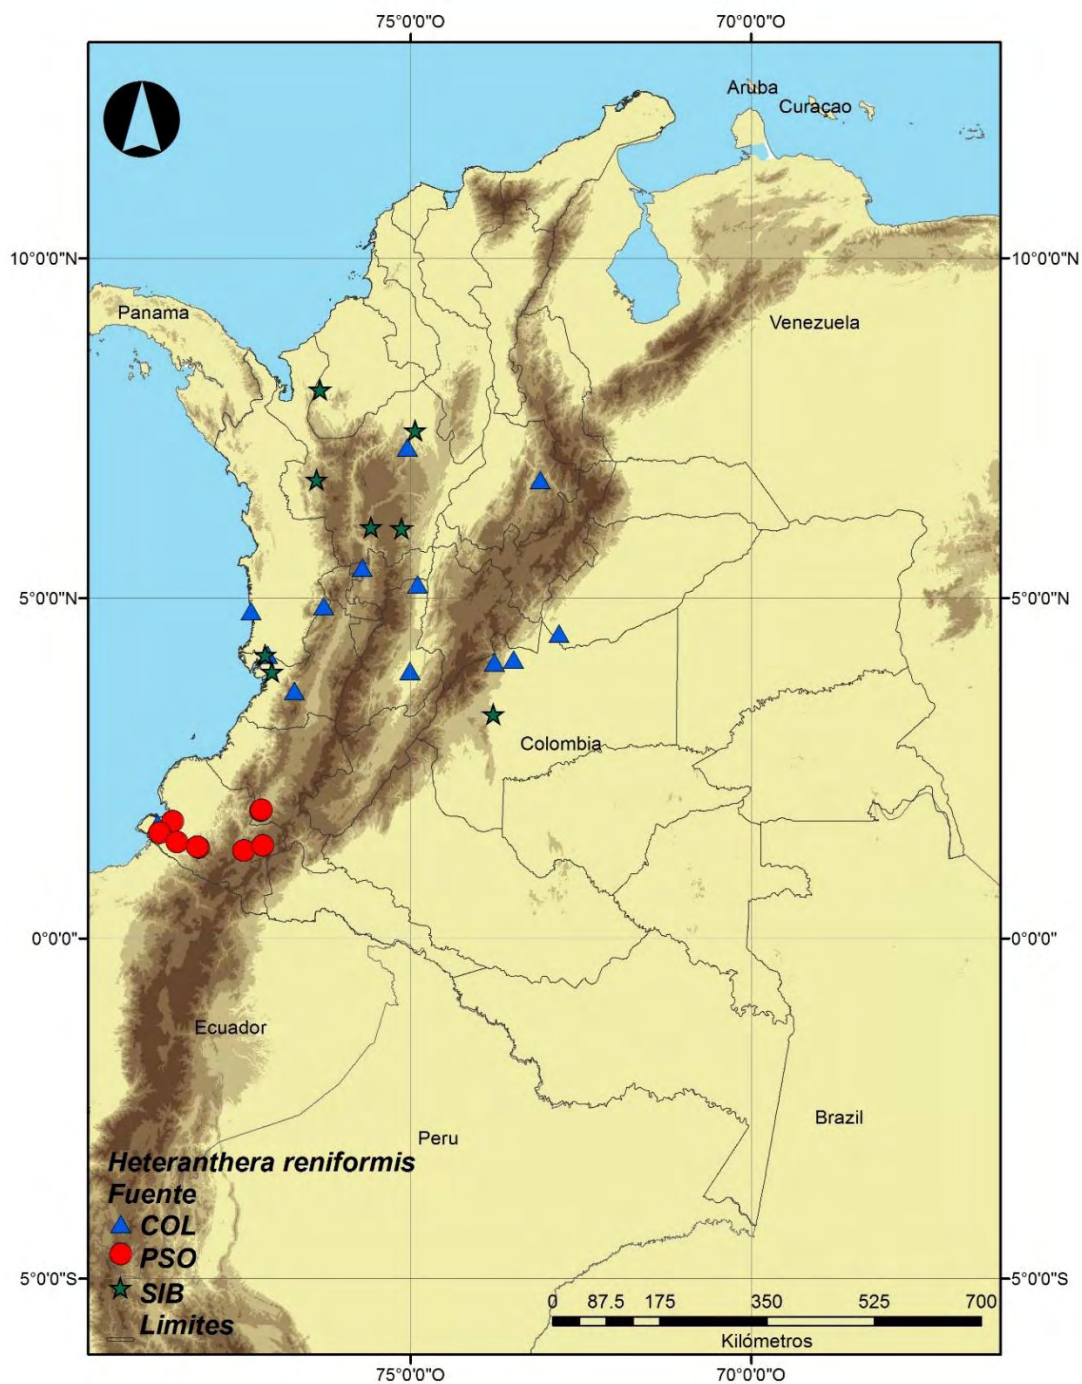 75°0'0"O
70°0'0"O
Aruba
Curaçao
10°0'0"N
10°0'0"N
Panama
Venezuela
5°0'0"N
5°0'0"N
Colombia
0°0'0"
0°0'0"
Ecuador
Brazil
Peru
Heteranthera reniformis
Fuente
COL
PSO
SIB
Limites
5°0'0"S
5°0'0"S
0 87.5 175 350 525 700
Kilómetros
75°0'0"O
70°0'0"O